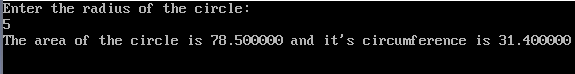 Enter the radius of the circle:
5
The area of the circle is 78.500000 and it's circumference is 31.400000